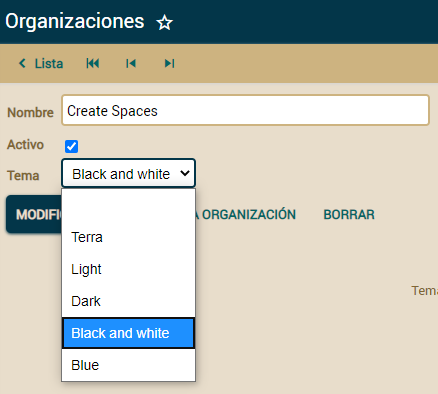 Organizaciones
Lista
Nombre Create Spaces
Activo
Tema Black and white
MODIFI A ORGANIZACIÓN BORRAR
Terra
Light
Tema
Dark
Black and white
Blue